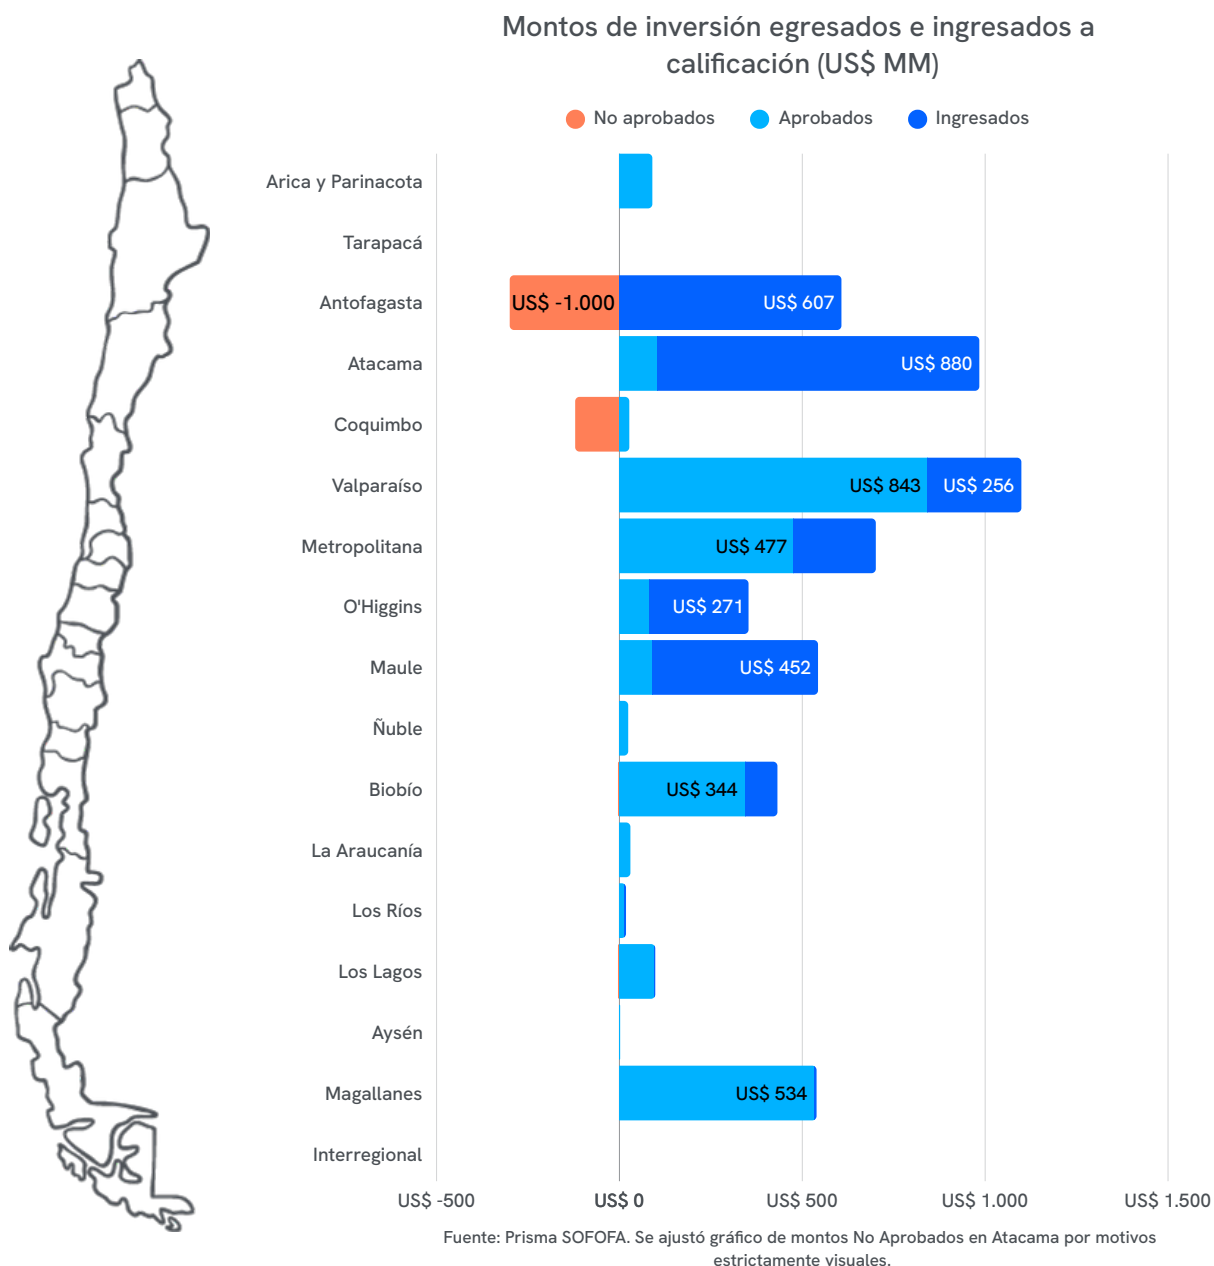 Montos de inversión egresados e ingresados a
calificación (US$ MM)
No aprobados
Aprobados
Ingresados
Arica y Parinacota
Tarapacá
Antofagasta
US$ -1.000
US$ 607
Atacama
US$ 880
Coquimbo
Valparaíso
US$ 843
US$ 256
Metropolitana
US$ 477
O'Higgins
US$ 271
Maule
US$ 452
Ñuble
Biobío
US$ 344
La Araucanía
Los Ríos
Los Lagos
Aysén
Magallanes
US$ 534
Interregional
US$ -500
US$ 0
US$ 500
US$ 1.000
US$ 1.500
Fuente: Prisma SOFOFA. Se ajustó gráfico de montos No Aprobados en Atacama por motivos
estrictamente visuales.